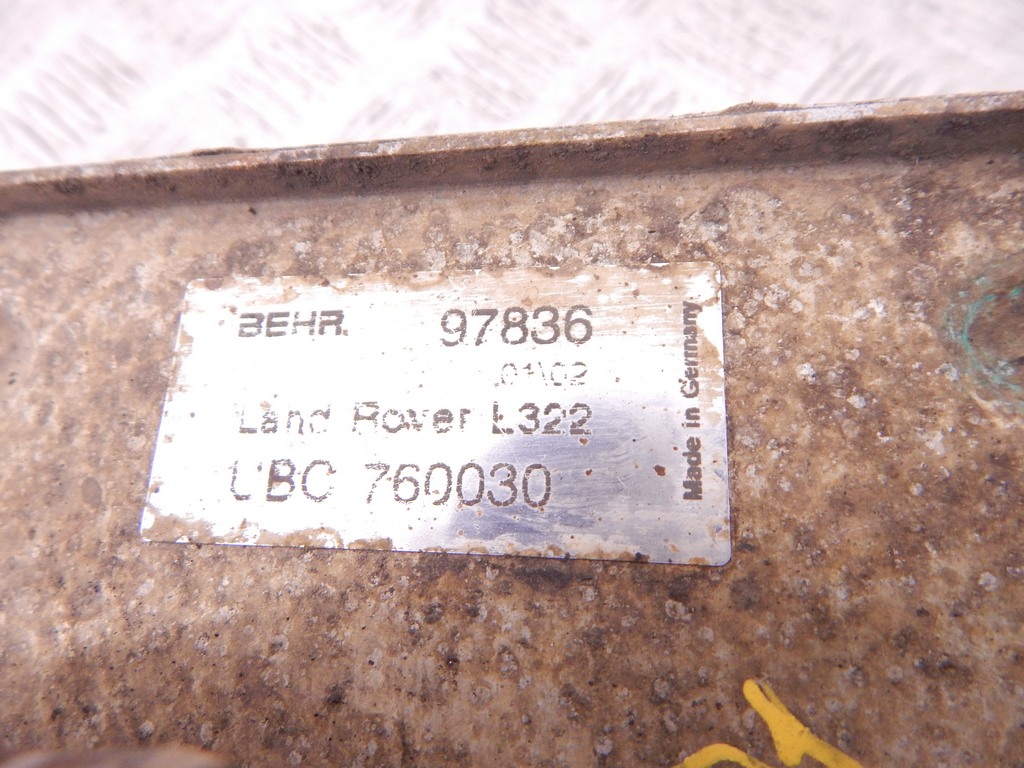 BEHR 97836
01\02
Land Rover L322
UBC 760030
Made in Germany